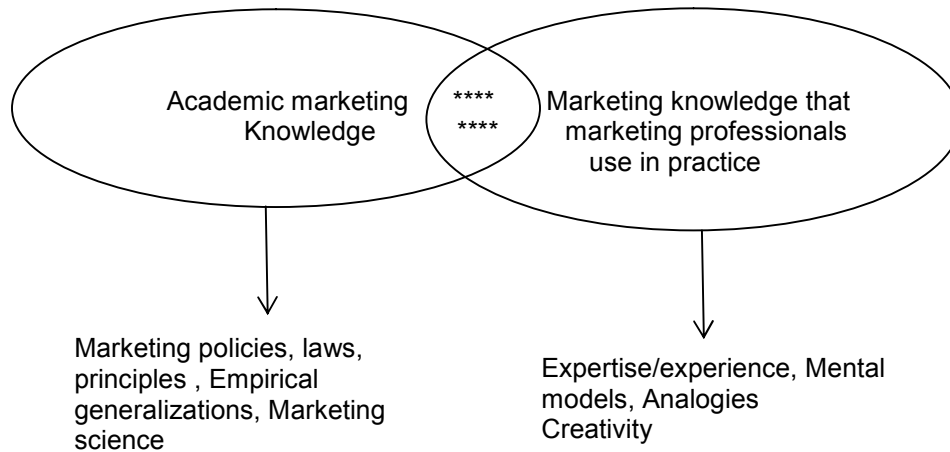 Academic marketing
Knowledge
****
****
Marketing knowledge that
marketing professionals
use in practice
Marketing policies, laws,
principles , Empirical
generalizations, Marketing
science
Expertise/experience, Mental
models, Analogies
Creativity